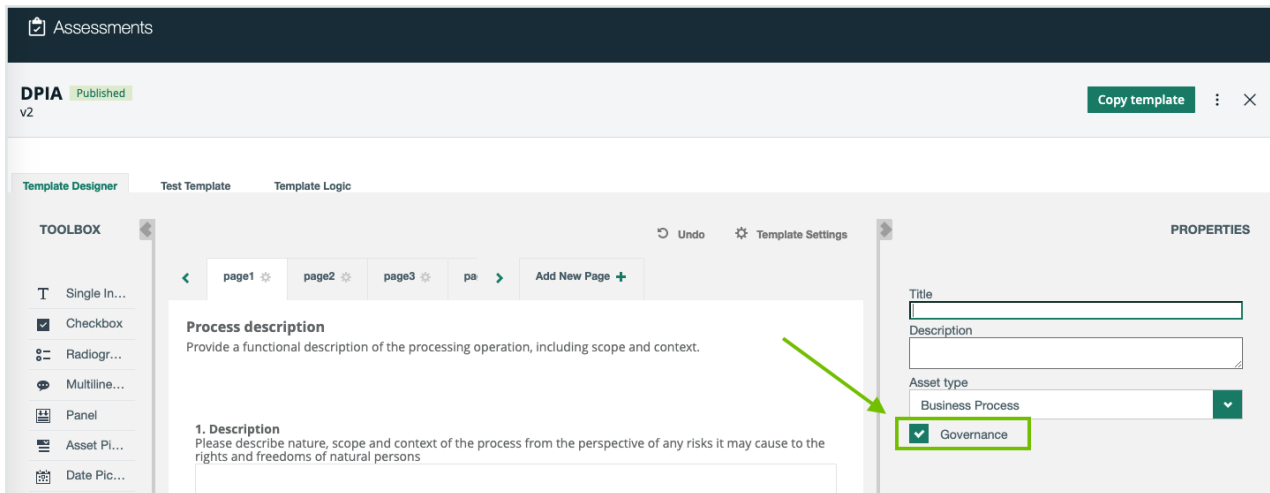 Assessments
DPIA Published
v2
Copy template
Template Designer Test Template Template Logic
TOOLBOX
Undo Template Settings
PROPERTIES
page1 page2 page3 pa Add New Page
Single In...
Checkbox
Radiogr...
Multiline...
Panel
Asset Pi...
Date Pic...
Process description
Provide a functional description of the processing operation, including scope and context.
1. Description
Please describe nature, scope and context of the process from the perspective of any risks it may cause to the
rights and freedoms of natural persons
Title
Description
Asset type
Business Process
Governance